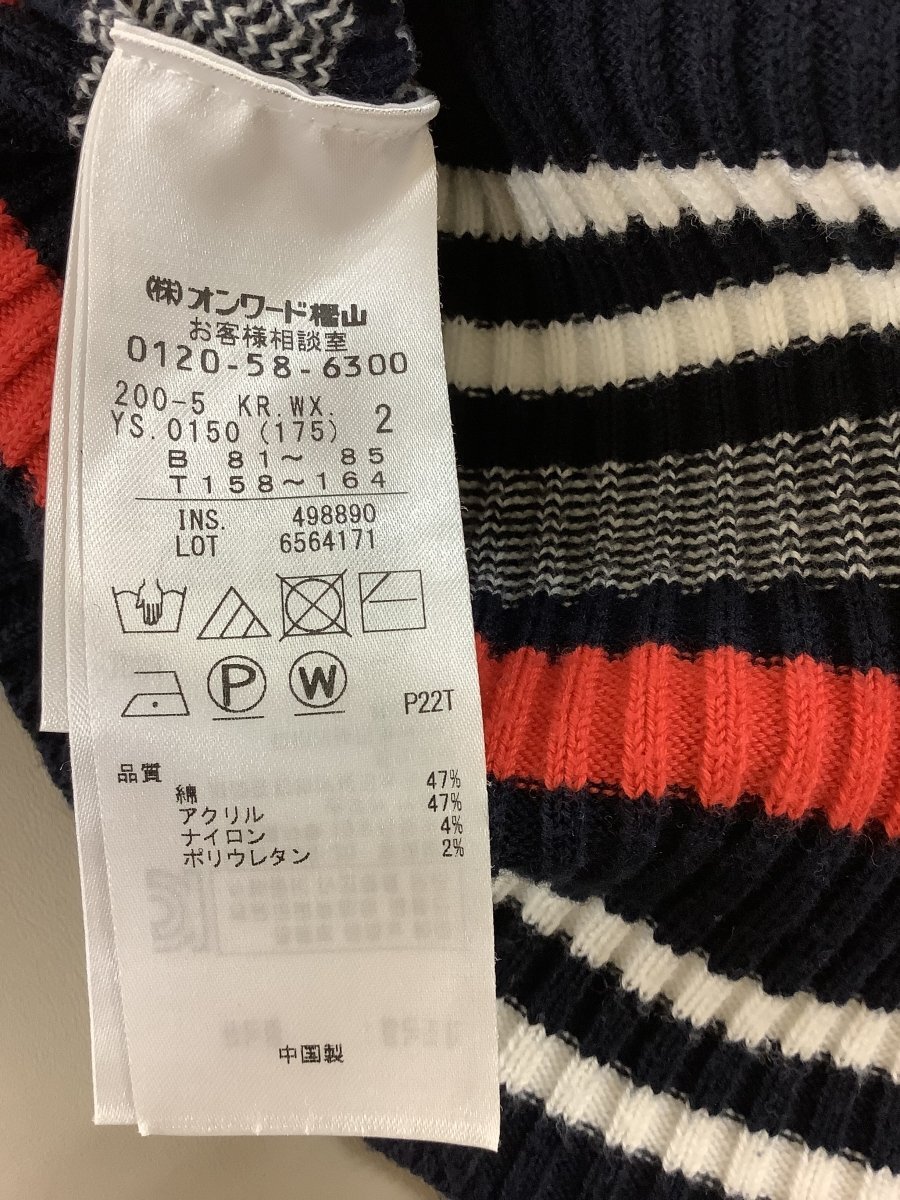 (株)オンワード樫山
お客様相談室
0120-58-6300
200-5 KR.WX.
YS.0150 (175) 2
B 81〜 85
T 158〜164
INS. 498890
LOT 6564171
P
W
P22T
品質
綿 47%
アクリル 47%
ナイロン 4%
ポリウレタン 2%
中国製